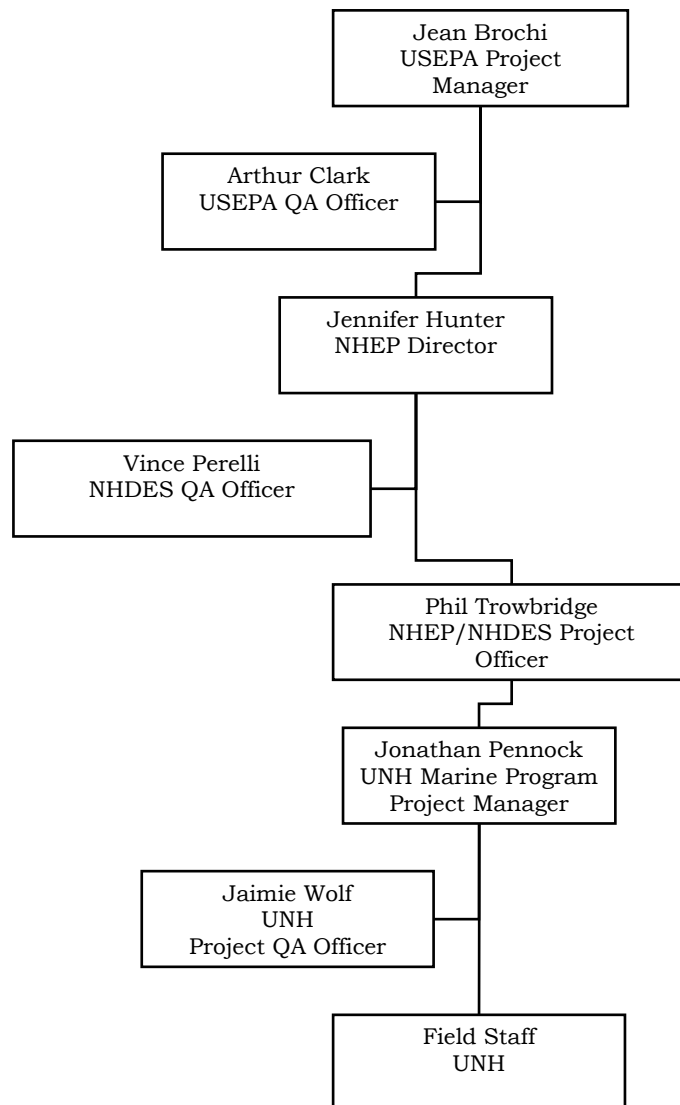 Jean Brochi
USEPA Project
Manager
Arthur Clark
USEPA QA Officer
Jennifer Hunter
NHEP Director
Vince Perelli
NHDES QA Officer
Phil Trowbridge
NHEP/NHDES Project
Officer
Jonathan Pennock
UNH Marine Program
Project Manager
Jaimie Wolf
UNH
Project QA Officer
Field Staff
UNH